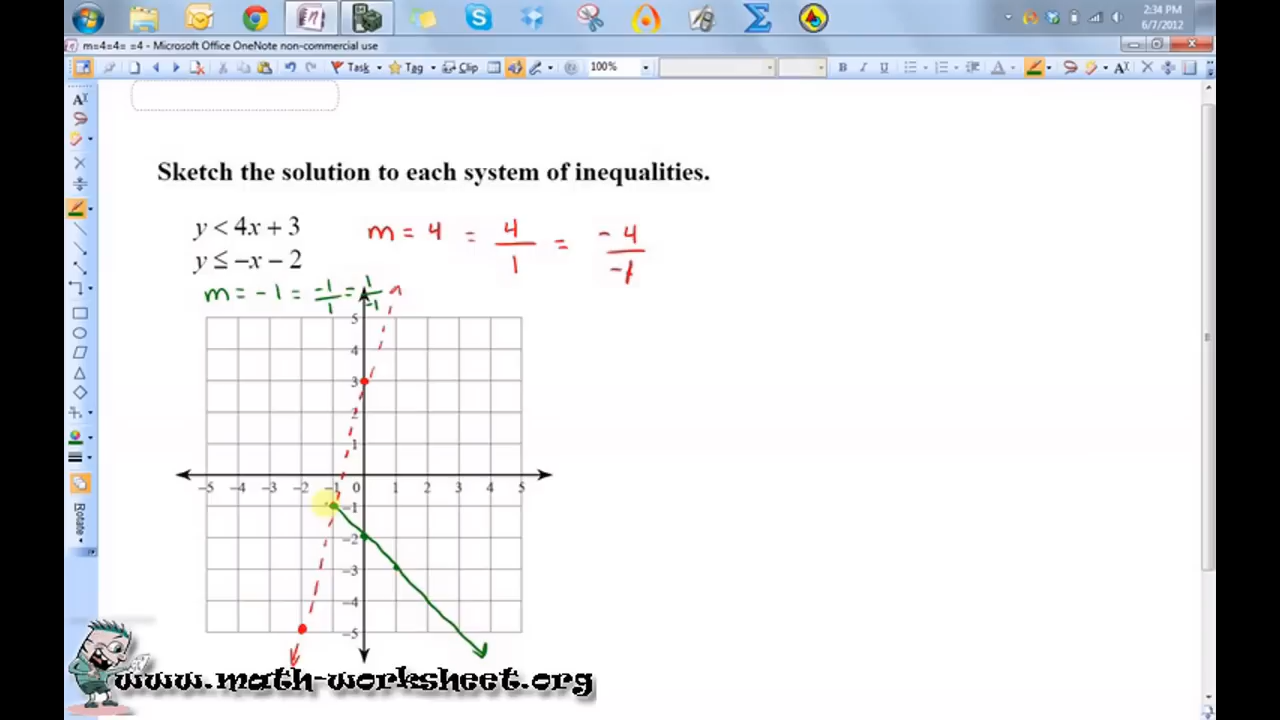 2:34 PM
6/7/2012
m=4=4= =4 - Microsoft Office OneNote non-commercial use
Task Tag Clip 100% B I U A
Sketch the solution to each system of inequalities.
y < 4x + 3
y ≤ −x − 2
m = 4 = 4/1 = -4/-1
m = -1 = -1/1 = 1/-1
5
4
3
2
1
−5 −4 −3 −2 −1 0 1 2 3 4 5
−1
−2
−3
−4
−5
Rotate
www.math-worksheet.org